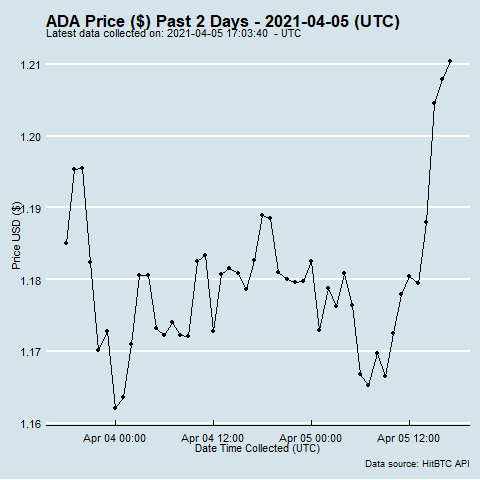 ADA Price ($) Past 2 Days - 2021-04-05 (UTC)
Latest data collected on: 2021-04-05 17:03:40 - UTC
1.21
1.20
1.19
1.18
1.17
1.16
Price USD ($)
Apr 04 00:00 Apr 04 12:00 Apr 05 00:00 Apr 05 12:00
Date Time Collected (UTC)
Data source: HitBTC API